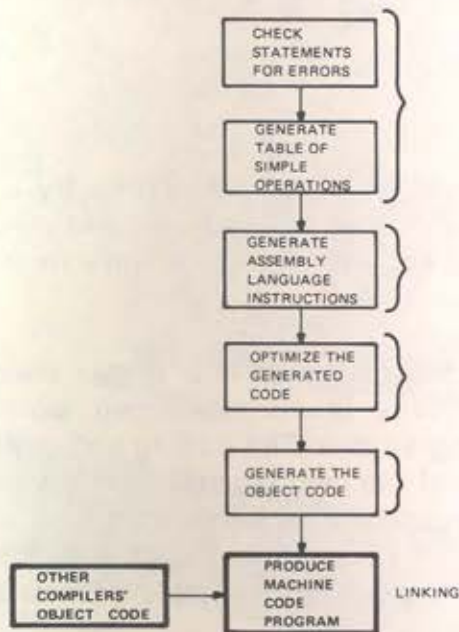 CHECK
STATEMENTS
FOR ERRORS
GENERATE
TABLE OF
SIMPLE
OPERATIONS
GENERATE
ASSEMBLY
LANGUAGE
INSTRUCTIONS
OPTIMIZE THE
GENERATED
CODE
GENERATE THE
OBJECT CODE
OTHER
COMPILERS'
OBJECT CODE
PRODUCE
MACHINE
CODE
PROGRAM
LINKING